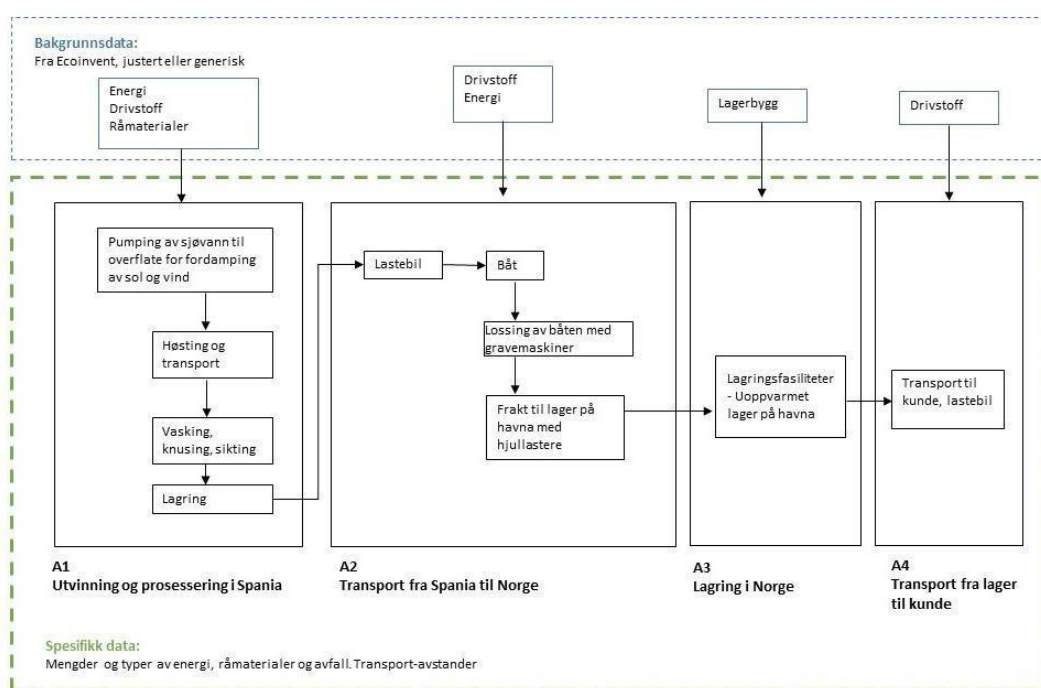 Bakgrunnsdata:
Fra Ecoinvent, justert eller generisk
Energi
Drivstoff
Råmaterialer
Drivstoff
Energi
Lagerbygg
Drivstoff
Pumping av sjøvann til
overflate for fordamping
av sol og vind
Høsting og
transport
Vasking,
knusing, sikting
Lagring
Lastebil
Båt
Lossing av båten med
gravemaskiner
Frakt til lager på
havna med
hjullastere
Lagringsfasiliteter
- Uoppvarmet
lager på havna
Transport til
kunde, lastebil
A1
Utvinning og prosessering i Spania
A2
Transport fra Spania til Norge
A3
Lagring i Norge
A4
Transport fra lager
til kunde
Spesifikk data:
Mengder og typer av energi, råmaterialer og avfall. Transport-avstander